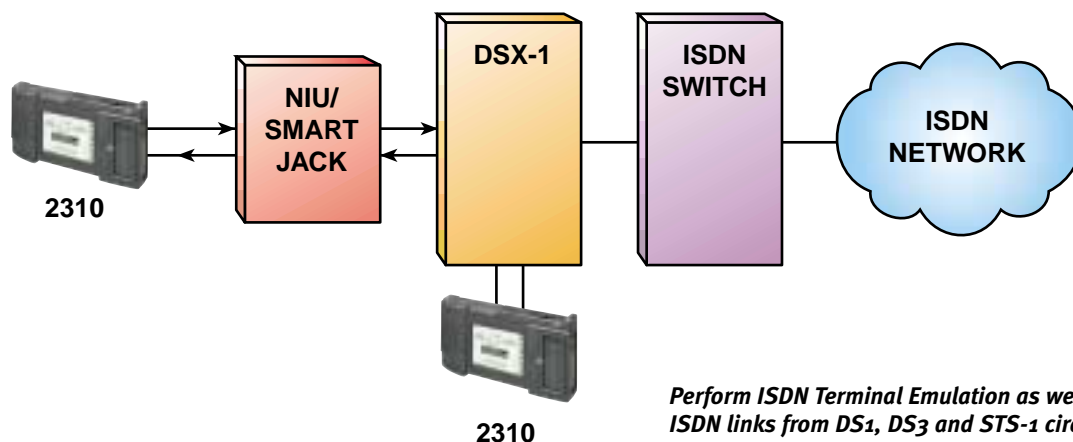 NIU/
SMART
JACK
DSX-1
ISDN
SWITCH
ISDN
NETWORK
2310
2310
Perform ISDN Terminal Emulation as we
ISDN links from DS1, DS3 and STS-1 circ